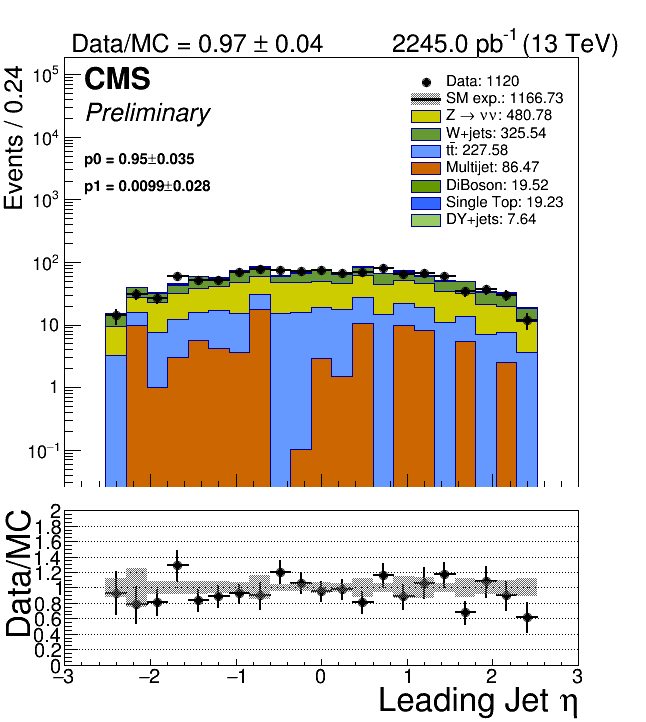 Data/MC = 0.97 ± 0.04 2245.0 pb⁻¹ (13 TeV)
Events / 0.24
CMS
Preliminary
p0 = 0.95±0.035
p1 = 0.0099±0.028
Data: 1120
SM exp.: 1166.73
Z → νν: 480.78
W+jets: 325.54
tt̄: 227.58
Multijet: 86.47
DiBoson: 19.52
Single Top: 19.23
DY+jets: 7.64
10⁵
10⁴
10³
10²
10
1
10⁻¹
Data/MC
2
1.8
1.6
1.4
1.2
1
0.8
0.6
0.4
0.2
0
−3 −2 −1 0 1 2 3
Leading Jet η